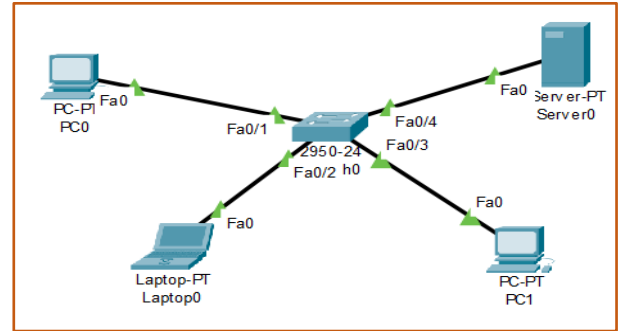 Fa0
PC-PT
PC0
Fa0/1
Fa0
Server-PT
Server0
Fa0/4
2950-24
h0
Fa0/3
Fa0/2
Fa0
Laptop-PT
Laptop0
Fa0
PC-PT
PC1